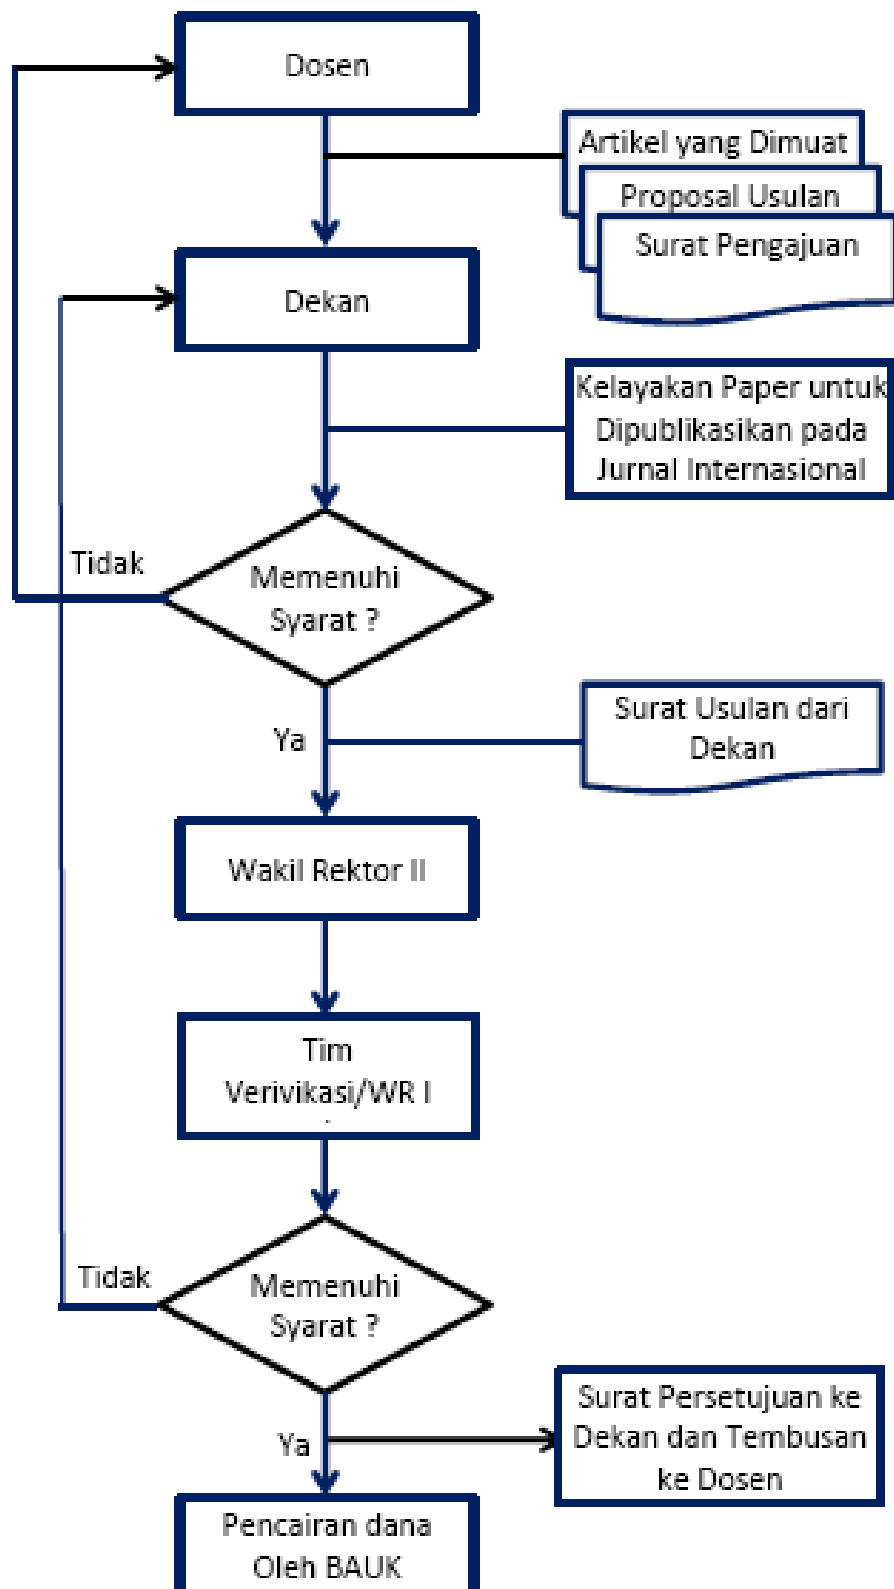 Dosen
Artikel yang Dimuat
Proposal Usulan
Surat Pengajuan
Dekan
Kelayakan Paper untuk
Dipublikasikan pada
Jurnal Internasional
Tidak
Memenuhi
Syarat ?
Ya
Surat Usulan dari
Dekan
Wakil Rektor II
Tim
Verivikasi/WR I
Tidak
Memenuhi
Syarat ?
Ya
Surat Persetujuan ke
Dekan dan Tembusan
ke Dosen
Pencairan dana
Oleh BAUK